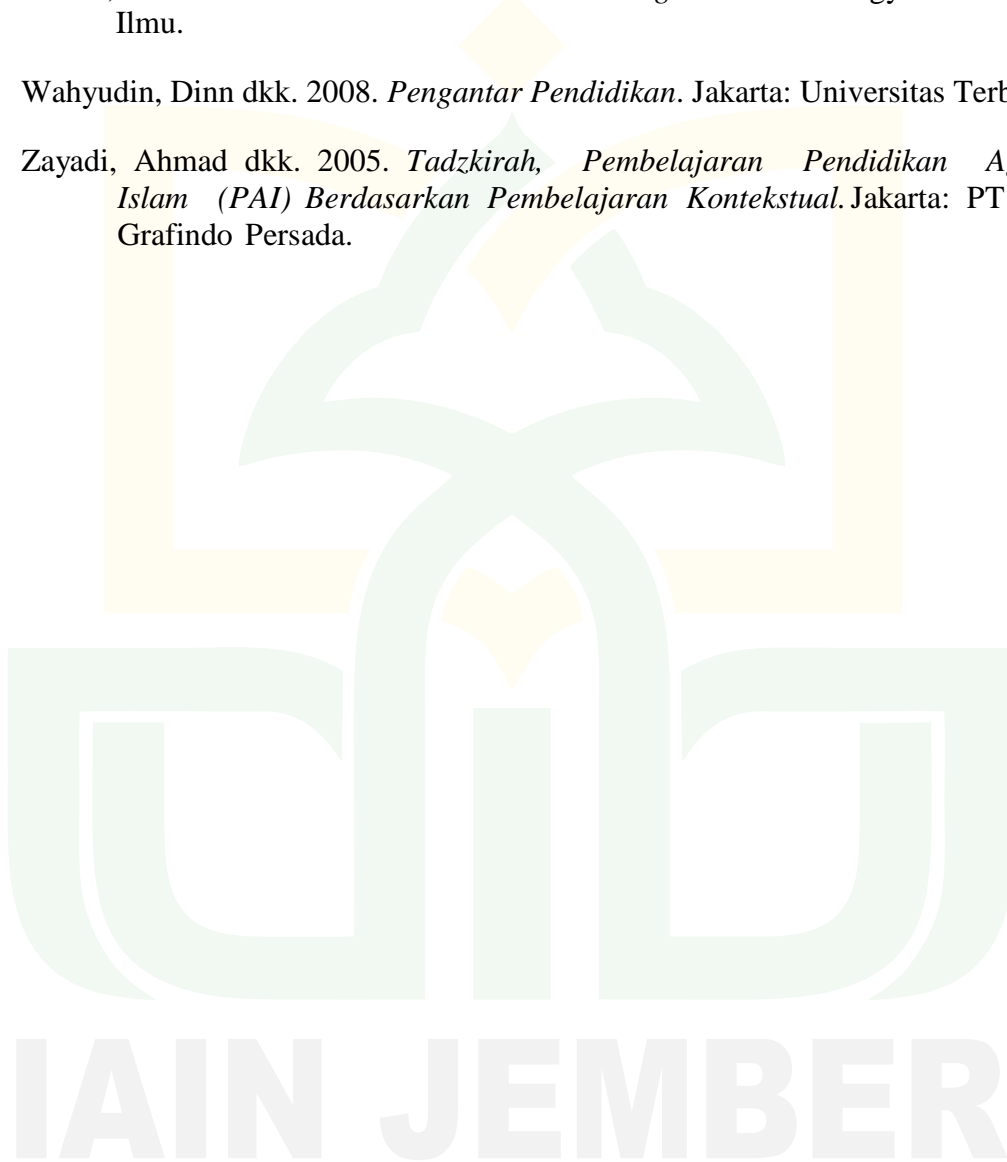 Ilmu.
Wahyudin, Dinn dkk. 2008. Pengantar Pendidikan. Jakarta: Universitas
Zayadi, Ahmad dkk. 2005. Tadzkirah, Pembelajaran Pendidikan
Islam (PAI) Berdasarkan Pembelajaran Kontekstual. Jakarta: PT
Grafindo Persada.
IAIN JEMBER